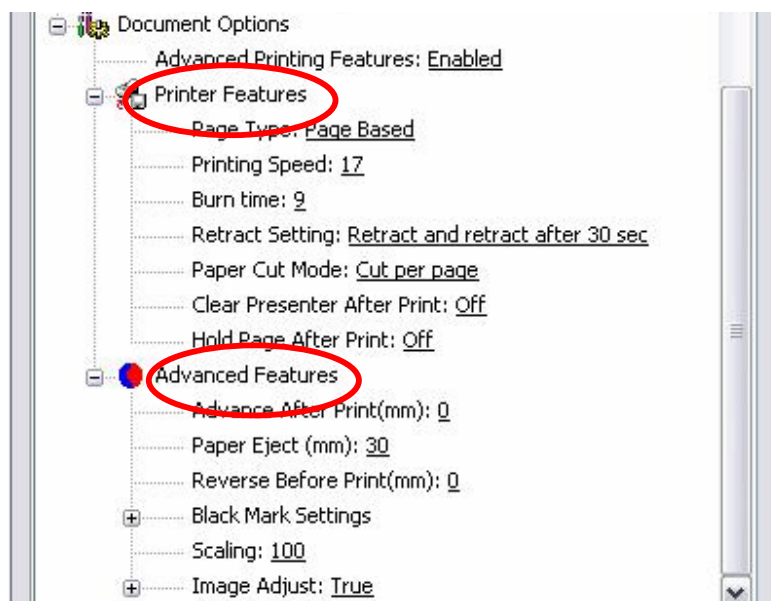 Document Options
Advanced Printing Features: Enabled
Printer Features
Page Type: Page Based
Printing Speed: 17
Burn time: 9
Retract Setting: Retract and retract after 30 sec
Paper Cut Mode: Cut per page
Clear Presenter After Print: Off
Hold Page After Print: Off
Advanced Features
Advance After Print(mm): 0
Paper Eject (mm): 30
Reverse Before Print(mm): 0
Black Mark Settings
Scaling: 100
Image Adjust: True